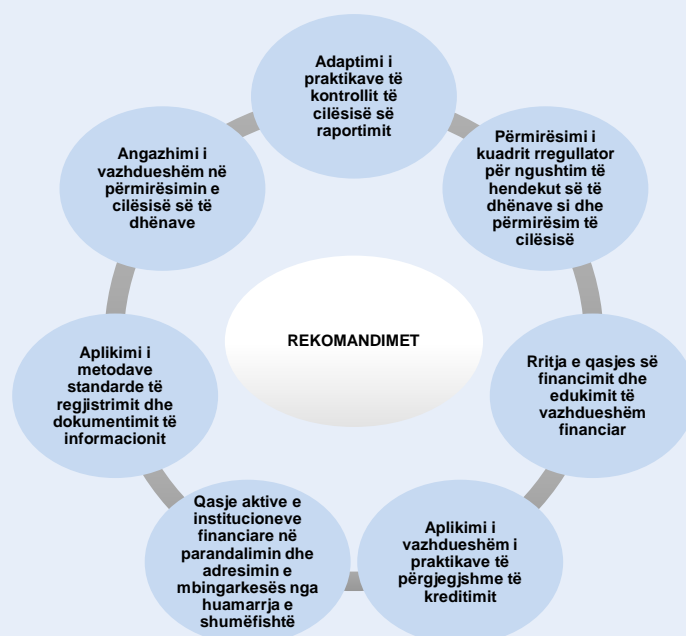 Adaptimi i
praktikave të
kontrollit të
cilësisë së
raportimit
Përmirësimi i
kuadrit rregullator
për ngushtim të
hendekut së të
dhënave si dhe
përmirësim të
cilësisë
Rritja e qasjes së
financimit dhe
edukimit të
vazhdueshëm
financiar
Aplikimi i
vazhdueshëm i
praktikave të
përgjegjshme të
kreditimit
Qasje aktive e
institucioneve
financiare në
parandalimin dhe
adresimin e
mbingarkesës nga
huamarrja e
shumëfishtë
Aplikimi i
metodave
standarde të
regjistrimit dhe
dokumentimit të
informacionit
Angazhimi i
vazhdueshëm në
përmirësimin e
cilësisë së të
dhënave
REKOMANDIMET